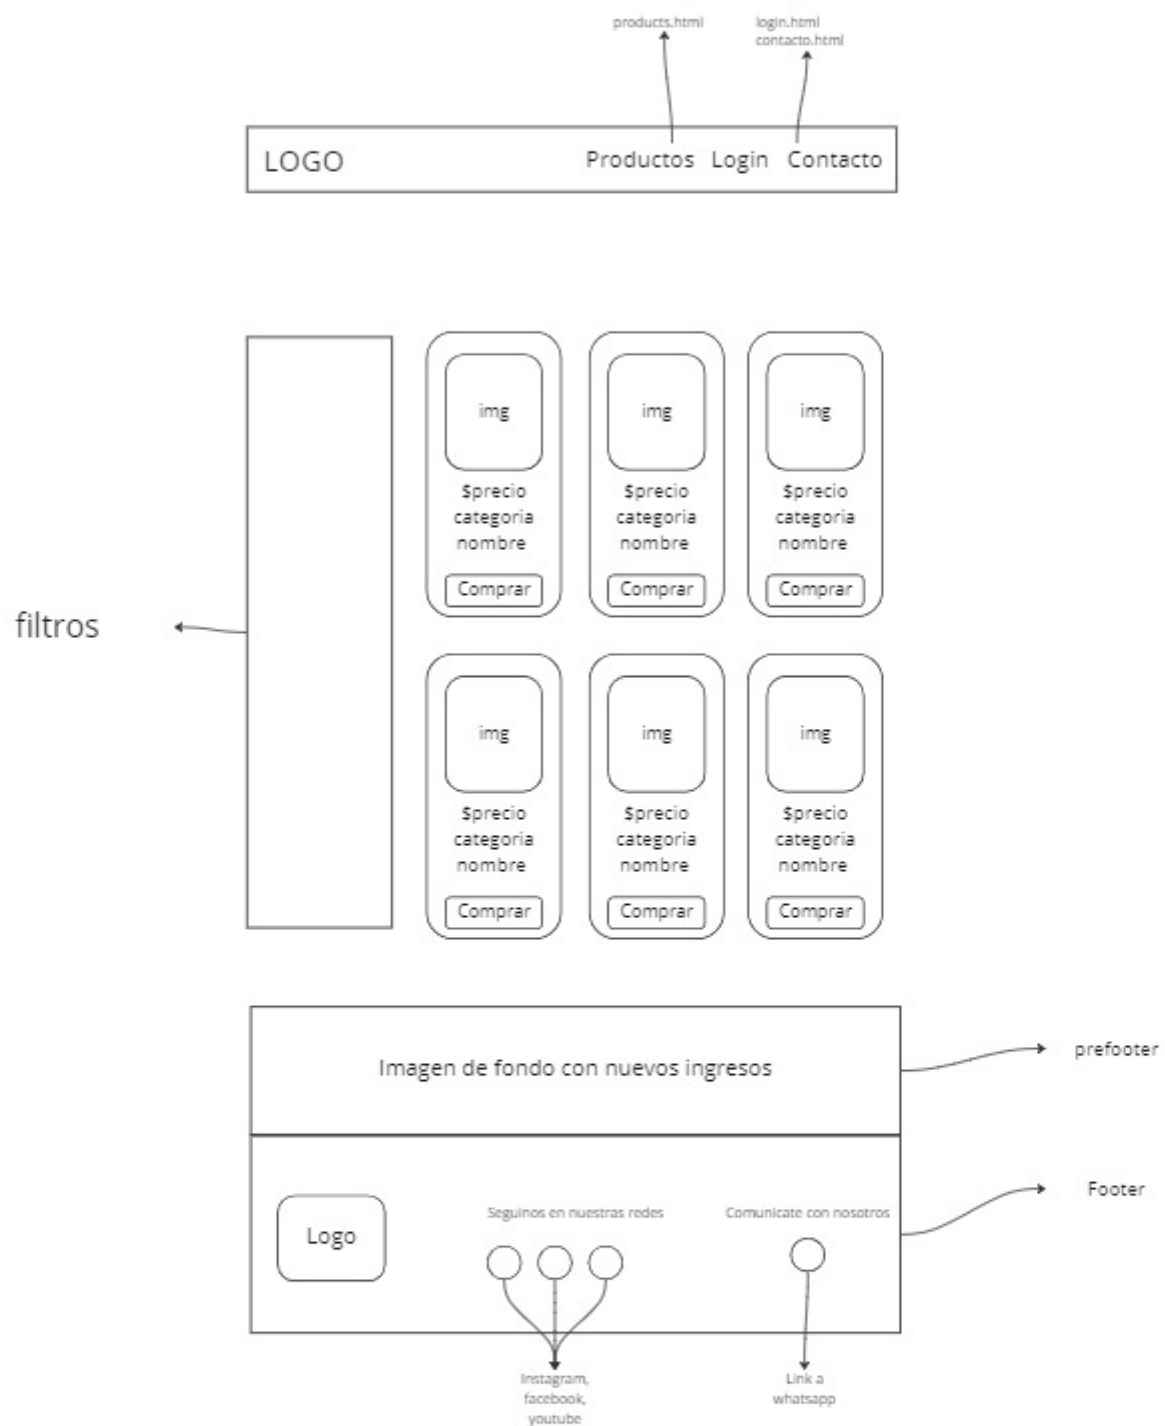 products.html
login.html
contacto.html
LOGO
Productos Login Contacto
img img img
$precio $precio $precio
categoria categoria categoria
nombre nombre nombre
Comprar Comprar Comprar
filtros
img img img
$precio $precio $precio
categoria categoria categoria
nombre nombre nombre
Comprar Comprar Comprar
Imagen de fondo con nuevos ingresos
prefooter
Footer
Logo
Seguinos en nuestras redes
Comunicate con nosotros
Instagram,
facebook,
youtube
Link a
whatsapp